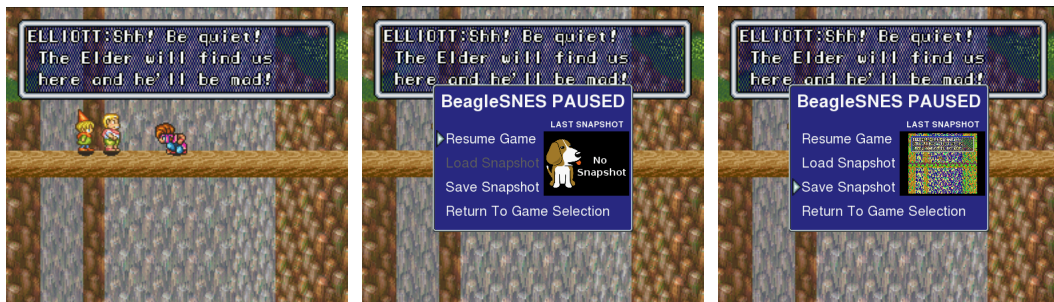 ELLIOTT:Shh! Be quiet!
The Elder will find us
here and he'll be mad!
ELLIOTT:Shh! Be quiet!
The Elder will find us
here and he'll be mad!
BeagleSNES PAUSED
LAST SNAPSHOT
Resume Game
Load Snapshot
Save Snapshot
Return To Game Selection
No
Snapshot
ELLIOTT:Shh! Be quiet!
The Elder will find us
here and he'll be mad!
BeagleSNES PAUSED
LAST SNAPSHOT
Resume Game
Load Snapshot
Save Snapshot
Return To Game Selection